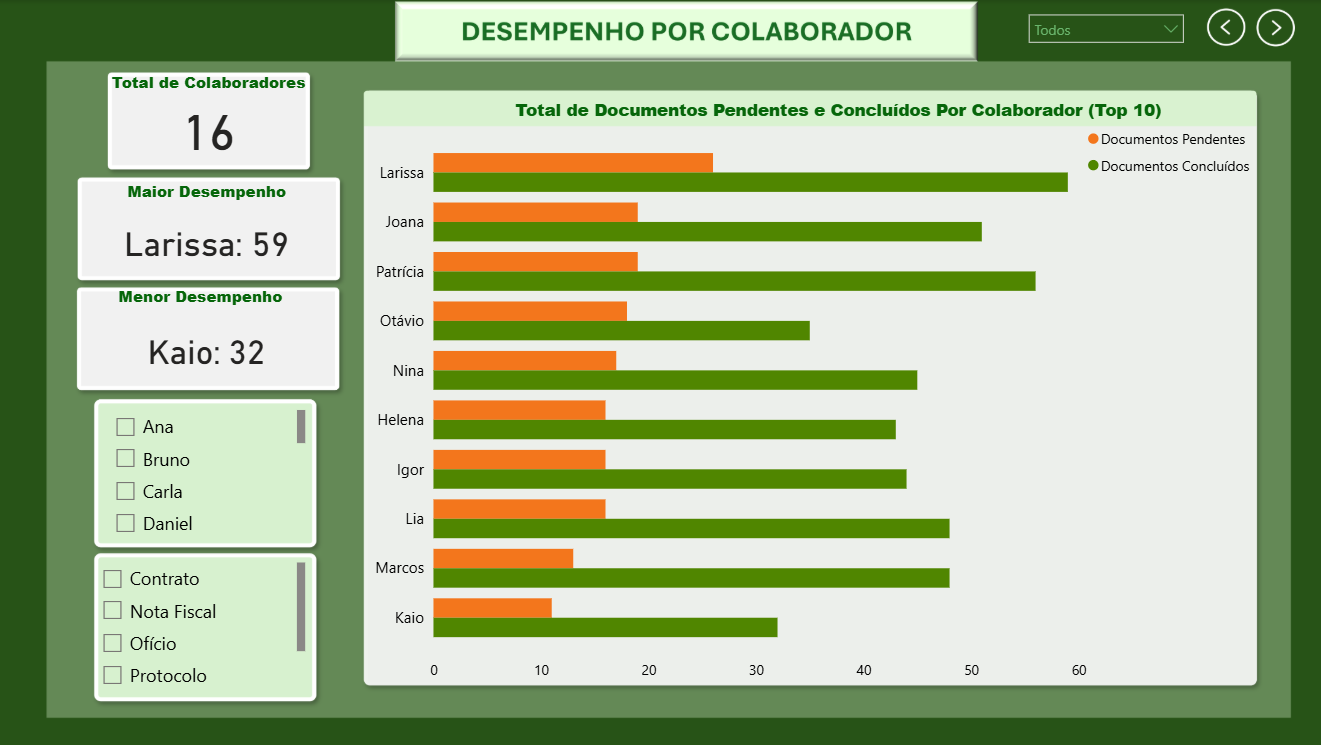 DESEMPENHO POR COLABORADOR
Todos
Total de Colaboradores
16
Maior Desempenho
Larissa: 59
Menor Desempenho
Kaio: 32
Ana
Bruno
Carla
Daniel
Contrato
Nota Fiscal
Ofício
Protocolo
Total de Documentos Pendentes e Concluídos Por Colaborador (Top 10)
Documentos Pendentes
Documentos Concluídos
Larissa
Joana
Patrícia
Otávio
Nina
Helena
Igor
Lia
Marcos
Kaio
0 10 20 30 40 50 60